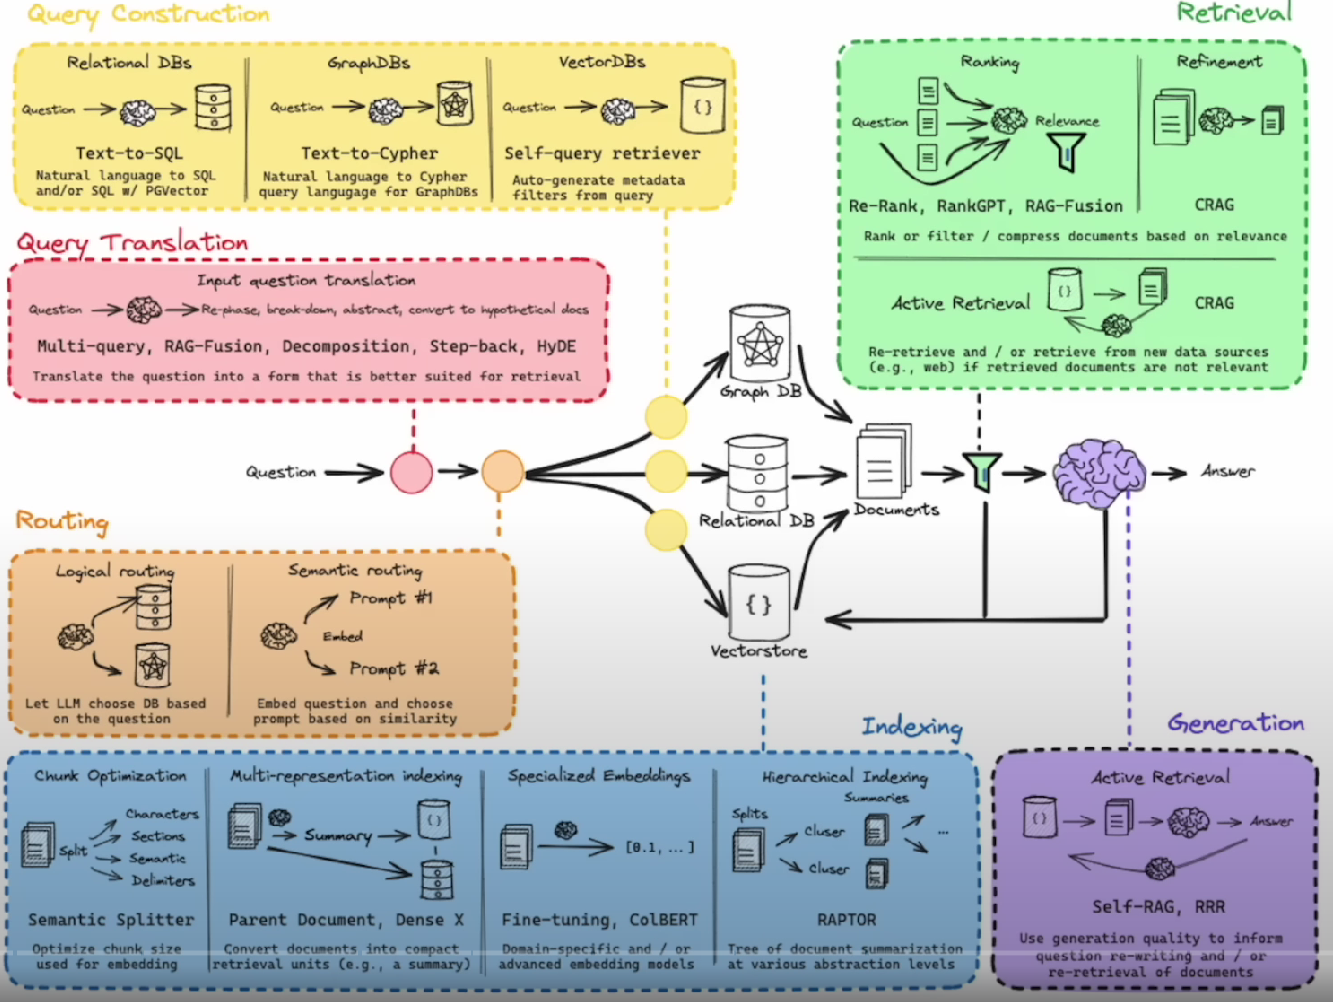 Query Construction
Relational DBs
Question
Text-to-SQL
Natural language to SQL
and/or SQL w/ PGVector
GraphDBs
Question
Text-to-Cypher
Natural language to Cypher
query langugage for GraphDBs
VectorDBs
Question
{ }
Self-query retriever
Auto-generate metadata
filters from query
Retrieval
Ranking
Question
Relevance
Re-Rank, RankGPT, RAG-Fusion
Refinement
CRAG
Rank or filter / compress documents based on relevance
Active Retrieval
{ }
CRAG
Re-retrieve and / or retrieve from new data sources
(e.g., web) if retrieved documents are not relevant
Query Translation
Input question translation
Question
Re-phase, break-down, abstract, convert to hypothetical docs
Multi-query, RAG-Fusion, Decomposition, Step-back, HyDE
Translate the question into a form that is better suited for retrieval
Question
Graph DB
Relational DB
{ }
Vectorstore
Documents
Answer
Routing
Logical routing
Let LLM choose DB based
on the question
Semantic routing
Prompt #1
Embed
Prompt #2
Embed question and choose
prompt based on similarity
Indexing
Chunk Optimization
Split
Characters
Sections
Semantic
Delimiters
Semantic Splitter
Optimize chunk size
used for embedding
Multi-representation indexing
Summary
{ }
Parent Document, Dense X
Convert documents into compact
retrieval units (e.g., a summary)
Specialized Embeddings
[0.1, ... ]
Fine-tuning, ColBERT
Domain-specific and / or
advanced embedding models
Hierarchical Indexing
Splits
Summaries
Cluser
Cluser
...
RAPTOR
Tree of document summarization
at various abstraction levels
Generation
Active Retrieval
{ }
Answer
Self-RAG, RRR
Use generation quality to inform
question re-writing and / or
re-retrieval of documents